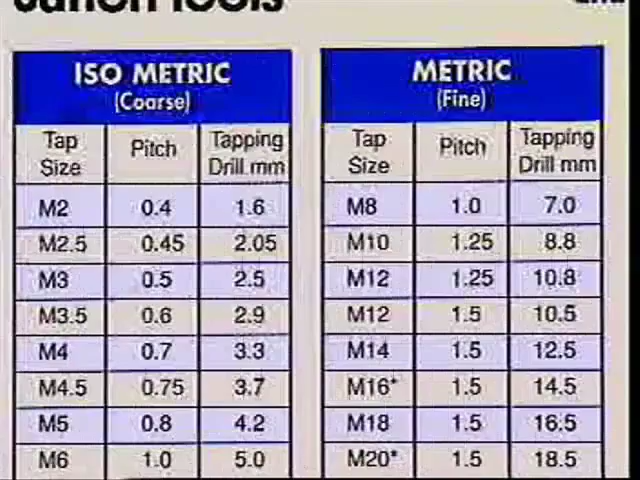 Tools
ISO METRIC
(Coarse)
Tap Size Pitch Tapping Drill mm
M2 0.4 1.6
M2.5 0.45 2.05
M3 0.5 2.5
M3.5 0.6 2.9
M4 0.7 3.3
M4.5 0.75 3.7
M5 0.8 4.2
M6 1.0 5.0
METRIC
(Fine)
Tap Size Pitch Tapping Drill mm
M8 1.0 7.0
M10 1.25 8.8
M12 1.25 10.8
M12 1.5 10.5
M14 1.5 12.5
M16* 1.5 14.5
M18 1.5 16.5
M20* 1.5 18.5